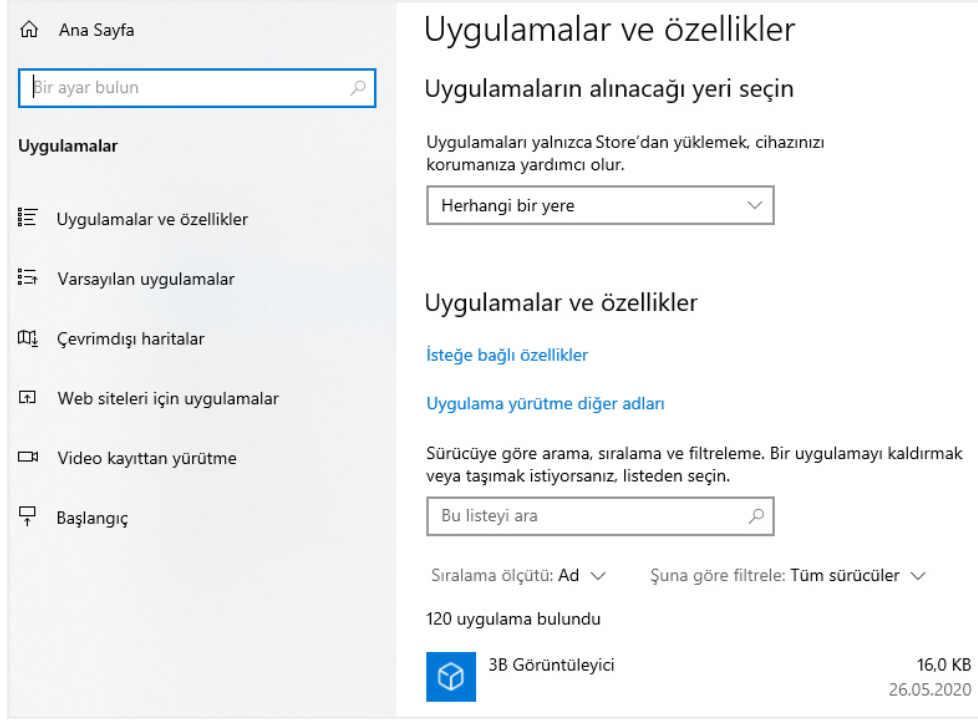 Ana Sayfa
Bir ayar bulun
Uygulamalar
Uygulamalar ve özellikler
Varsayılan uygulamalar
Çevrimdışı haritalar
Web siteleri için uygulamalar
Video kayıttan yürütme
Başlangıç
Uygulamalar ve özellikler
Uygulamaların alınacağı yeri seçin
Uygulamaları yalnızca Store'dan yüklemek, cihazınızı
korumanıza yardımcı olur.
Herhangi bir yere
Uygulamalar ve özellikler
İsteğe bağlı özellikler
Uygulama yürütme diğer adları
Sürücüye göre arama, sıralama ve filtreleme. Bir uygulamayı kaldırmak
veya taşımak istiyorsanız, listeden seçin.
Bu listeyi ara
Sıralama ölçütü: Ad Şuna göre filtrele: Tüm sürücüler
120 uygulama bulundu
3B Görüntüleyici 16,0 KB
26.05.2020